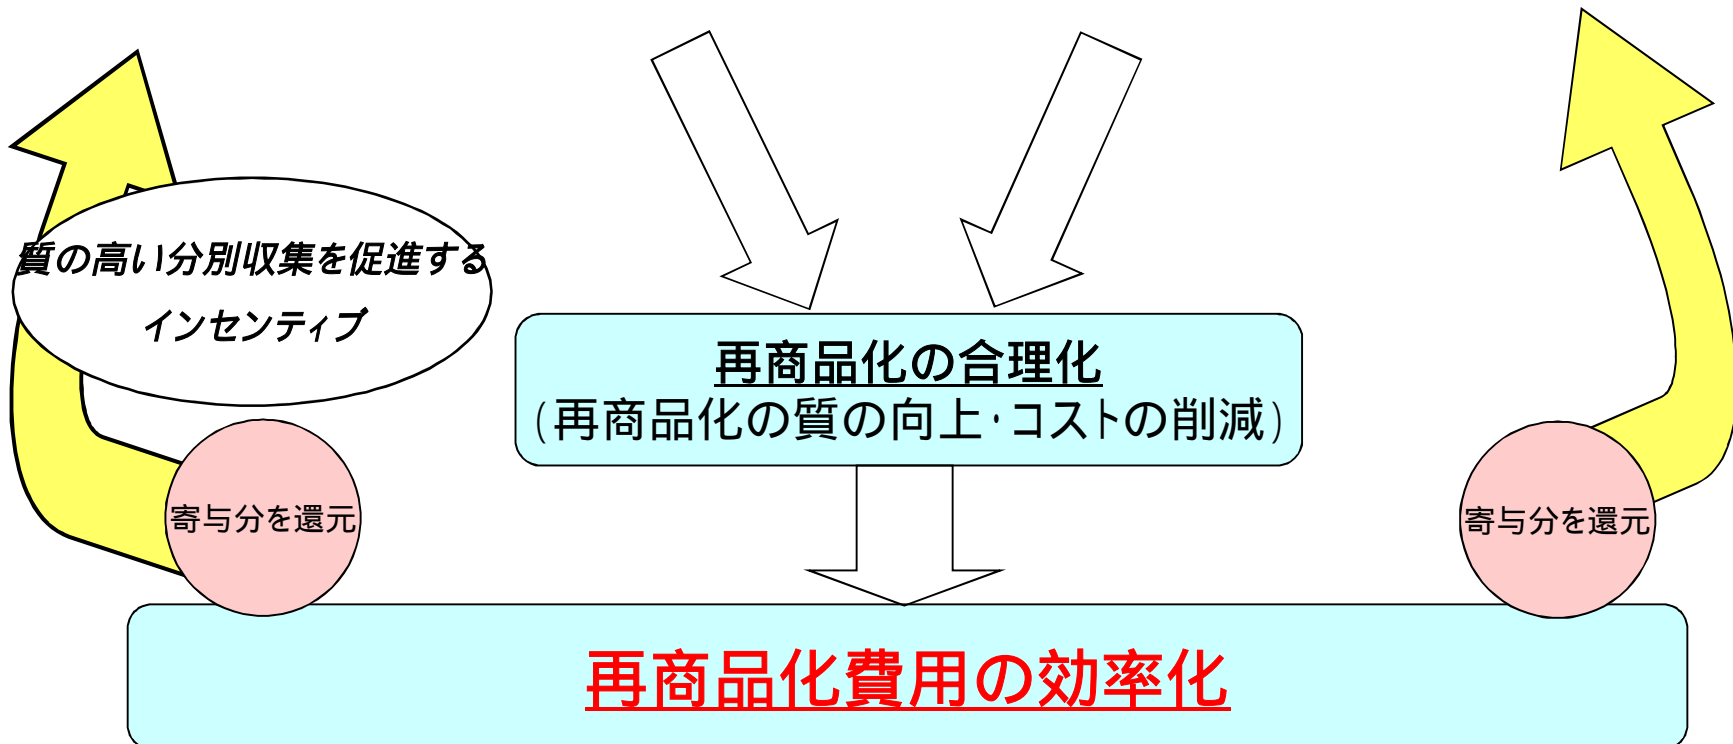 質の高い分別収集を促進する
インセンティブ
再商品化の合理化
(再商品化の質の向上･コストの削減)
寄与分を還元
寄与分を還元
再商品化費用の効率化